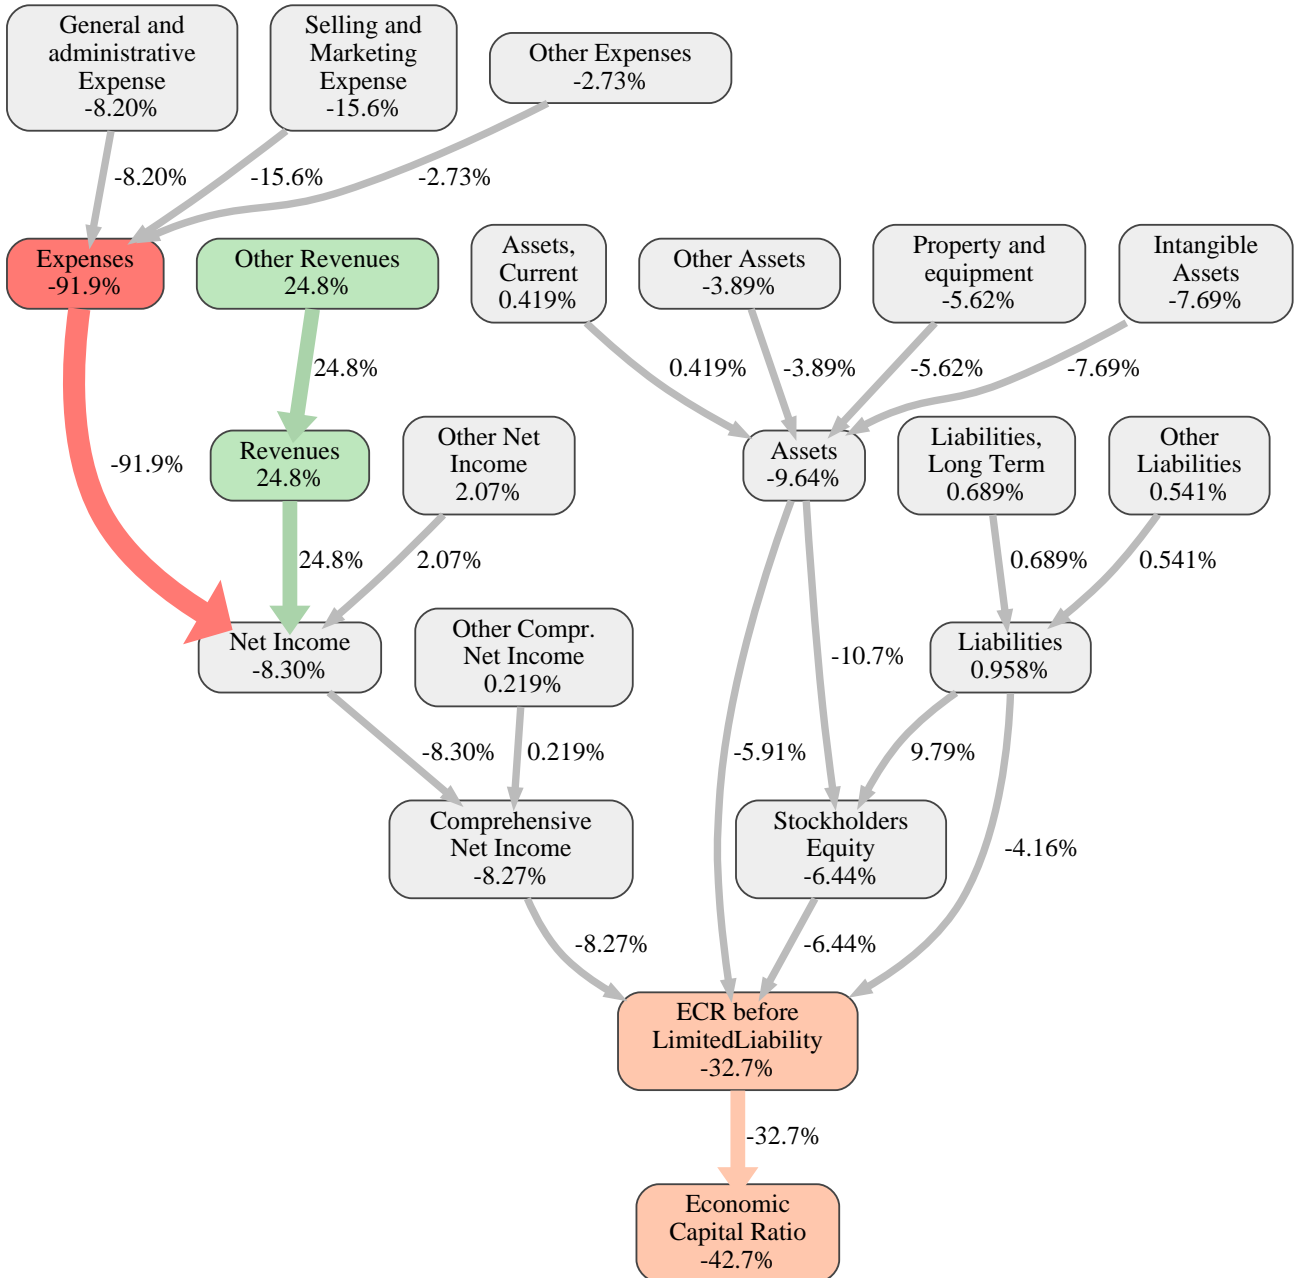 General and
administrative
Expense
-8.20%
Selling and
Marketing
Expense
-15.6%
Other Expenses
-2.73%
-8.20%
-15.6%
-2.73%
Expenses
-91.9%
Other Revenues
24.8%
Assets,
Current
0.419%
Other Assets
-3.89%
Property and
equipment
-5.62%
Intangible
Assets
-7.69%
24.8%
0.419%
-3.89%
-5.62%
-7.69%
-91.9%
Revenues
24.8%
Other Net
Income
2.07%
Assets
-9.64%
Liabilities,
Long Term
0.689%
Other
Liabilities
0.541%
24.8%
2.07%
0.689%
0.541%
Net Income
-8.30%
Other Compr.
Net Income
0.219%
-10.7%
Liabilities
0.958%
-8.30%
0.219%
-5.91%
9.79%
Comprehensive
Net Income
-8.27%
Stockholders
Equity
-6.44%
-4.16%
-8.27%
-6.44%
ECR before
LimitedLiability
-32.7%
-32.7%
Economic
Capital Ratio
-42.7%